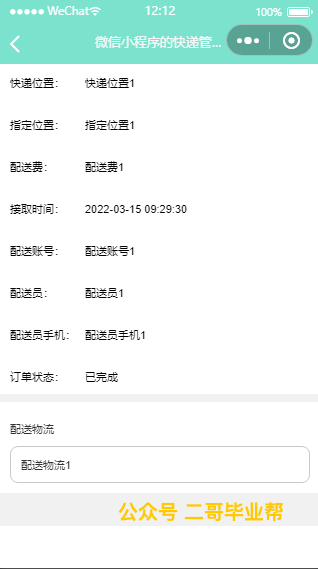 WeChat 12:12 100%
微信小程序的快递管...
快递位置： 快递位置1
指定位置： 指定位置1
配送费： 配送费1
接取时间： 2022-03-15 09:29:30
配送账号： 配送账号1
配送员： 配送员1
配送员手机： 配送员手机1
订单状态： 已完成
配送物流
配送物流1
公众号 二哥毕业帮